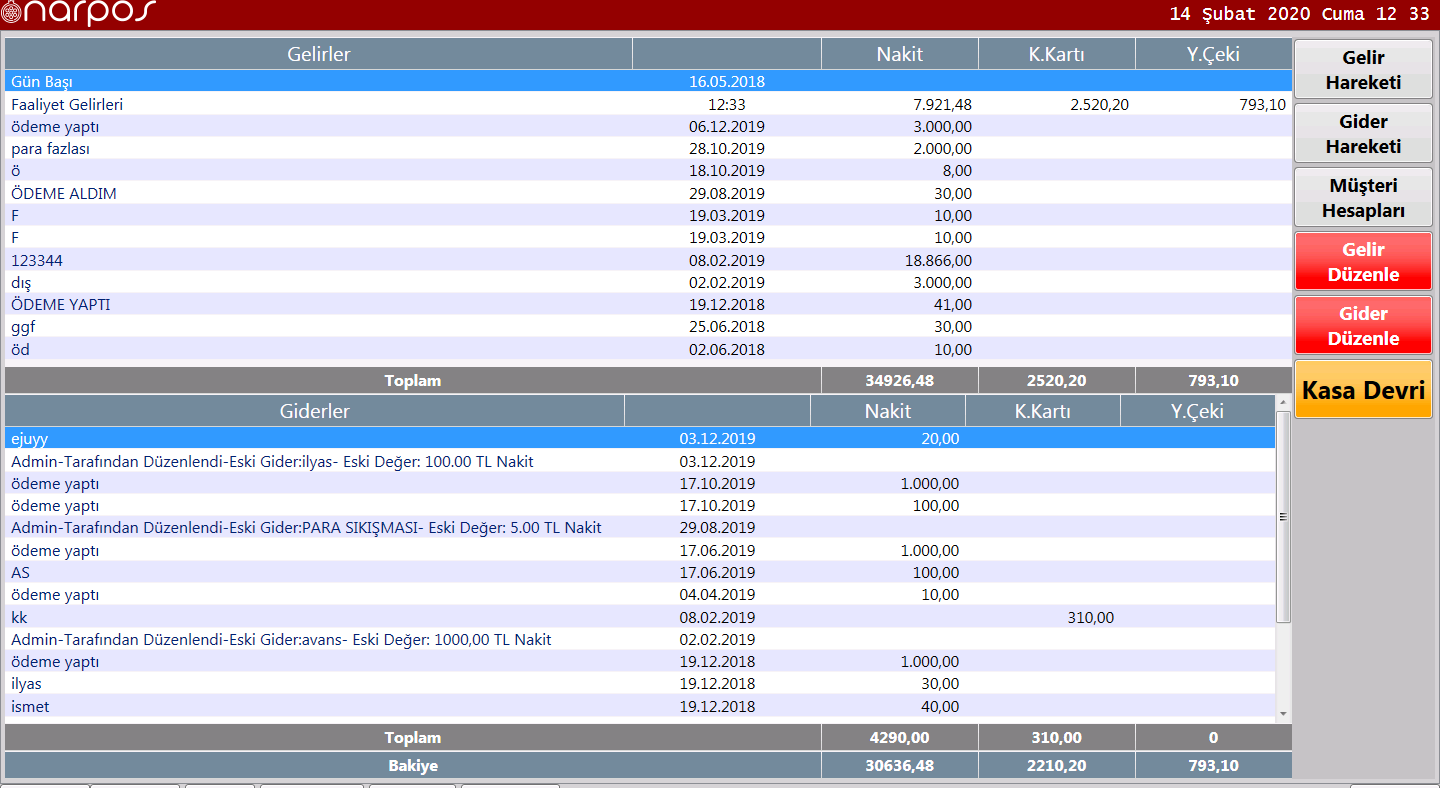 narpos 14 Şubat 2020 Cuma 12 33
Gelirler Nakit K.Kartı Y.Çeki
Gün Başı 16.05.2018
Faaliyet Gelirleri 12:33 7.921,48 2.520,20 793,10
ödeme yaptı 06.12.2019 3.000,00
para fazlası 28.10.2019 2.000,00
ö 18.10.2019 8,00
ÖDEME ALDIM 29.08.2019 30,00
F 19.03.2019 10,00
F 19.03.2019 10,00
123344 08.02.2019 18.866,00
dış 02.02.2019 3.000,00
ÖDEME YAPTI 19.12.2018 41,00
ggf 25.06.2018 30,00
öd 02.06.2018 10,00
Toplam 34926,48 2520,20 793,10
Giderler Nakit K.Kartı Y.Çeki
ejuyy 03.12.2019 20,00
Admin-Tarafından Düzenlendi-Eski Gider:ilyas- Eski Değer: 100.00 TL Nakit 03.12.2019
ödeme yaptı 17.10.2019 1.000,00
ödeme yaptı 17.10.2019 100,00
Admin-Tarafından Düzenlendi-Eski Gider:PARA SIKIŞMASI- Eski Değer: 5.00 TL Nakit 29.08.2019
ödeme yaptı 17.06.2019 1.000,00
AS 17.06.2019 100,00
ödeme yaptı 04.04.2019 10,00
kk 08.02.2019 310,00
Admin-Tarafından Düzenlendi-Eski Gider:avans- Eski Değer: 1000,00 TL Nakit 02.02.2019
ödeme yaptı 19.12.2018 1.000,00
ilyas 19.12.2018 30,00
ismet 19.12.2018 40,00
Toplam 4290,00 310,00 0
Bakiye 30636,48 2210,20 793,10
Gelir
Hareketi
Gider
Hareketi
Müşteri
Hesapları
Gelir
Düzenle
Gider
Düzenle
Kasa Devri